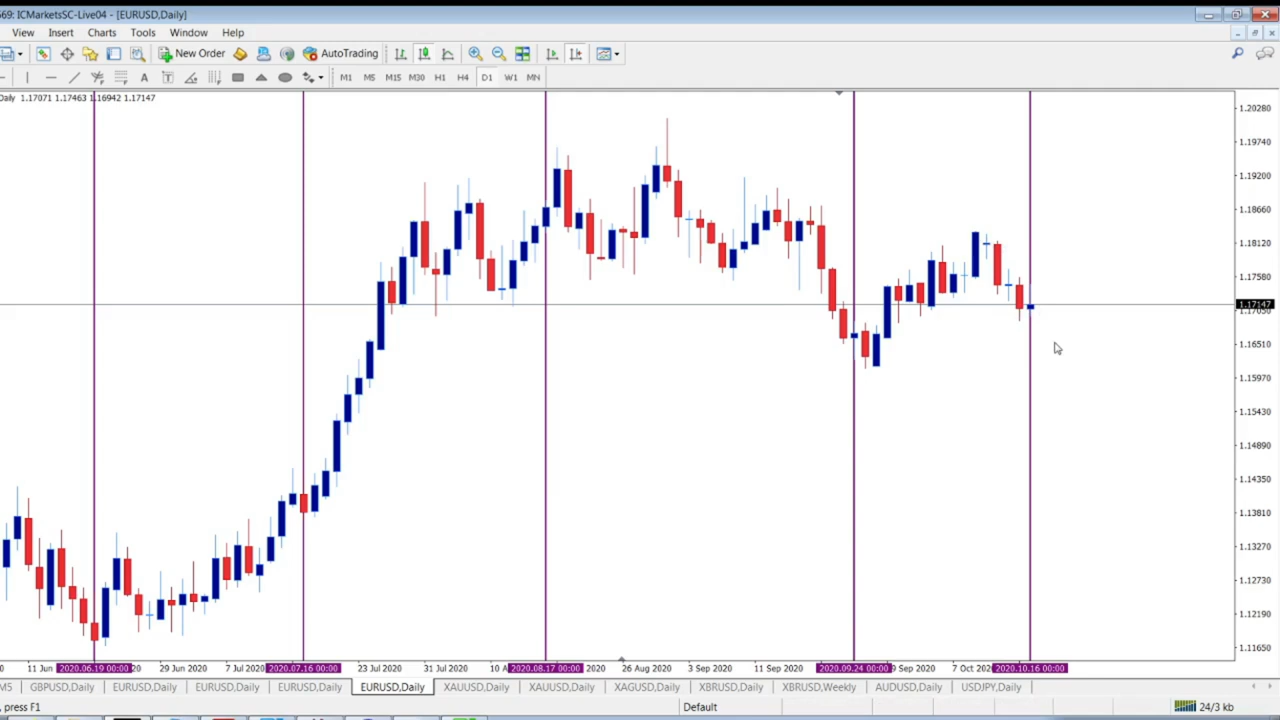 569: ICMarketsSC-Live04 - [EURUSD,Daily]
View Insert Charts Tools Window Help
New Order AutoTrading
A T M1 M5 M15 M30 H1 H4 D1 W1 MN
Daily 1.17071 1.17463 1.16942 1.17147
1.20280
1.19740
1.19200
1.18660
1.18120
1.17580
1.17147
1.17050
1.16510
1.15970
1.15430
1.14890
1.14350
1.13810
1.13270
1.12730
1.12190
1.11650
11 Jun 2020.06.19 00:00 20 29 Jun 2020 7 Jul 2020 2020.07.16 00:00 23 Jul 2020 31 Jul 2020 10 A 2020.08.17 00:00 2020 26 Aug 2020 3 Sep 2020 11 Sep 2020 2020.09.24 00:00 9 Sep 2020 7 Oct 202 2020.10.16 00:00
M5 GBPUSD,Daily EURUSD,Daily EURUSD,Daily EURUSD,Daily EURUSD,Daily XAUUSD,Daily XAUUSD,Daily XAGUSD,Daily XBRUSD,Daily XBRUSD,Weekly AUDUSD,Daily USDJPY,Daily
, press F1 Default 24/3 kb